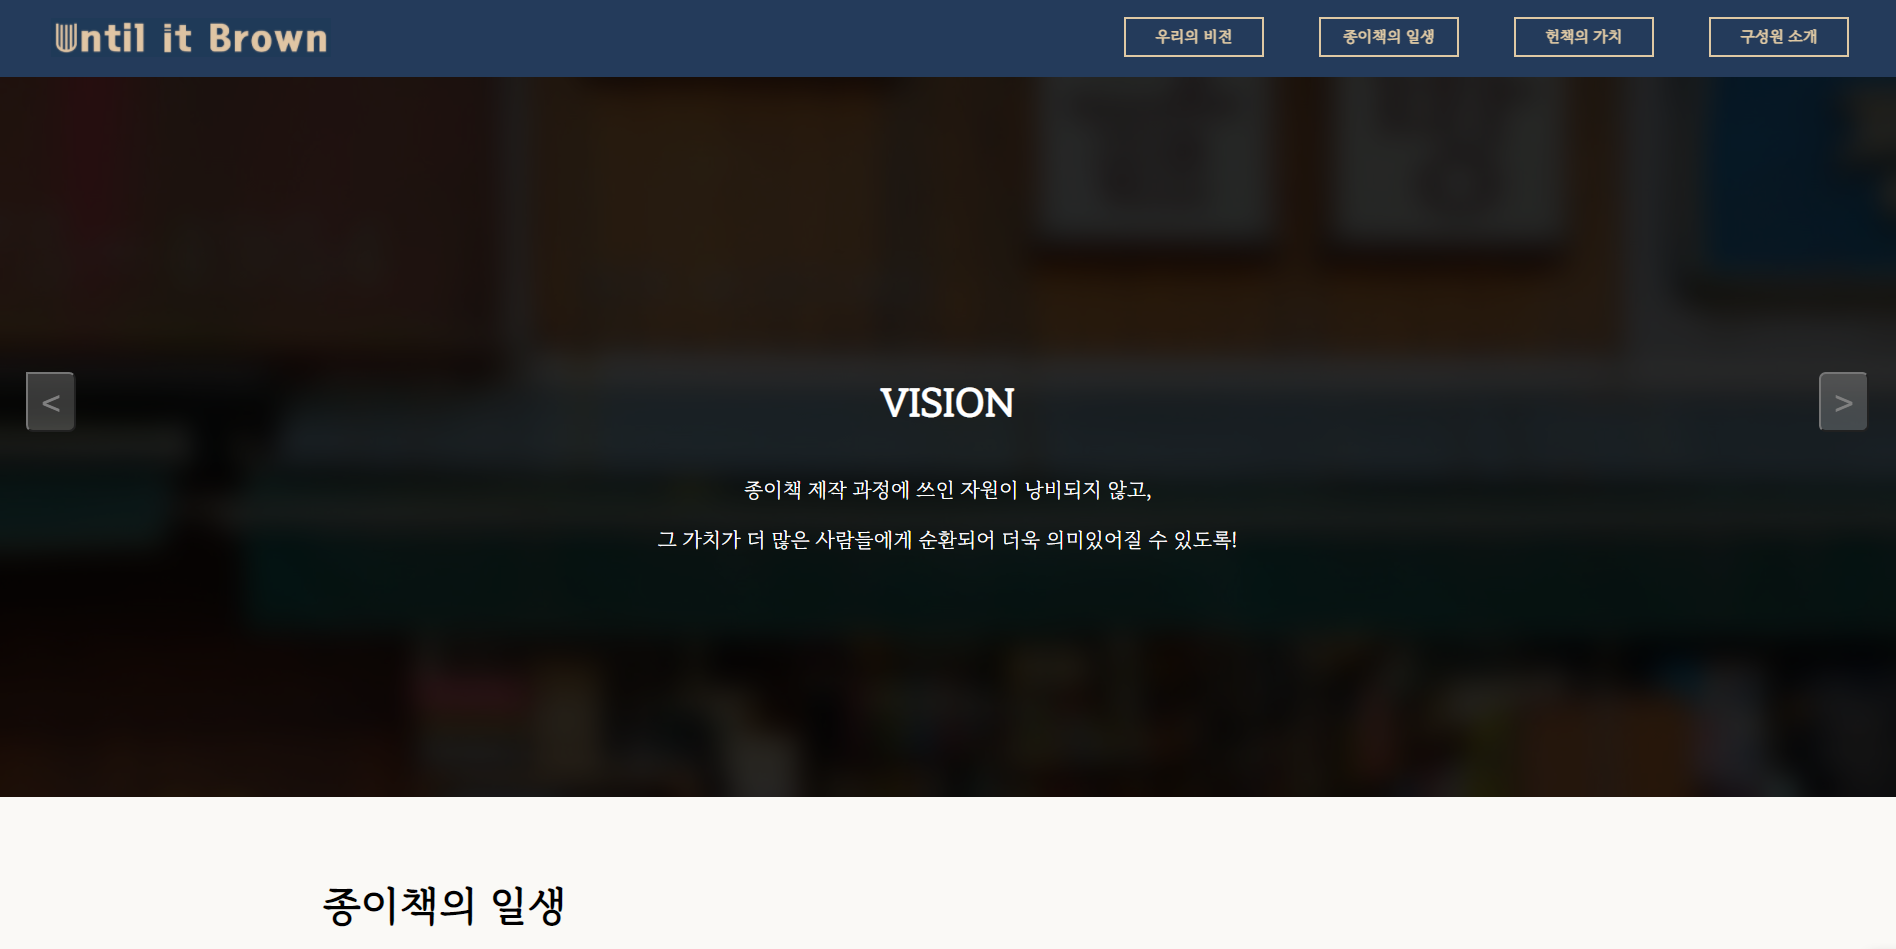 Until it Brown
우리의 비전
종이책의 일생
헌책의 가치
구성원 소개
VISION
<
>
종이책 제작 과정에 쓰인 자원이 낭비되지 않고,
그 가치가 더 많은 사람들에게 순환되어 더욱 의미있어질 수 있도록!
종이책의 일생